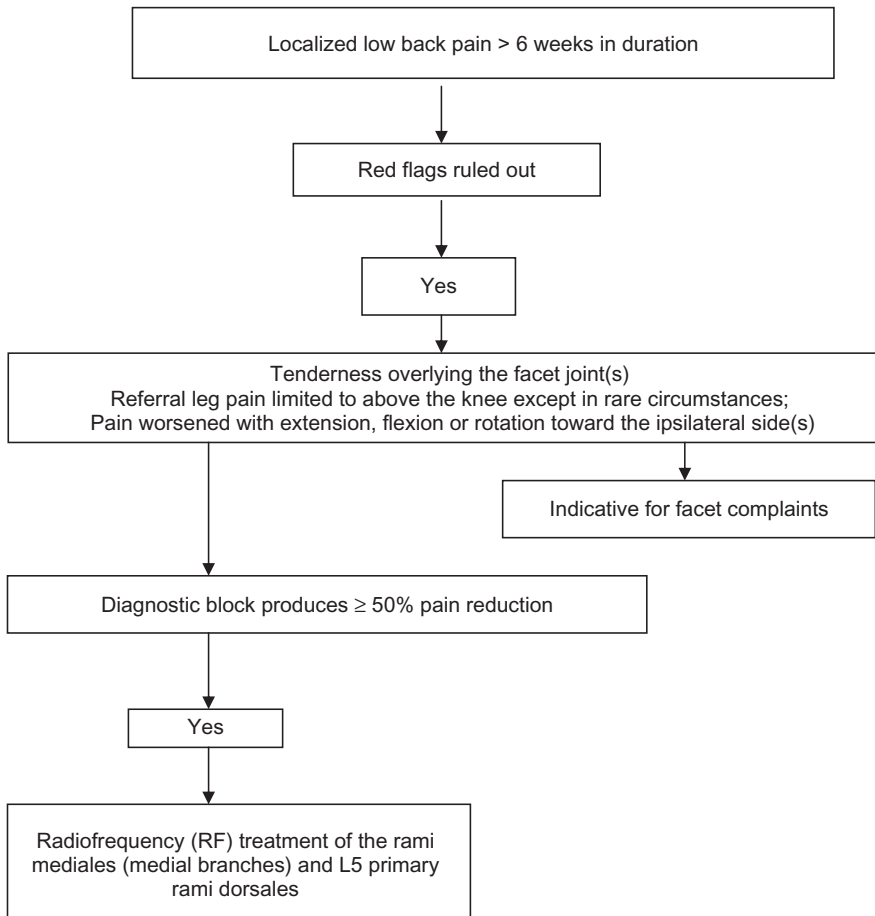 Localized low back pain > 6 weeks in duration
Red flags ruled out
Yes
Tenderness overlying the facet joint(s)
Referral leg pain limited to above the knee except in rare circumstances;
Pain worsened with extension, flexion or rotation toward the ipsilateral side(s)
Indicative for facet complaints
Diagnostic block produces ≥ 50% pain reduction
Yes
Radiofrequency (RF) treatment of the rami
mediales (medial branches) and L5 primary
rami dorsales